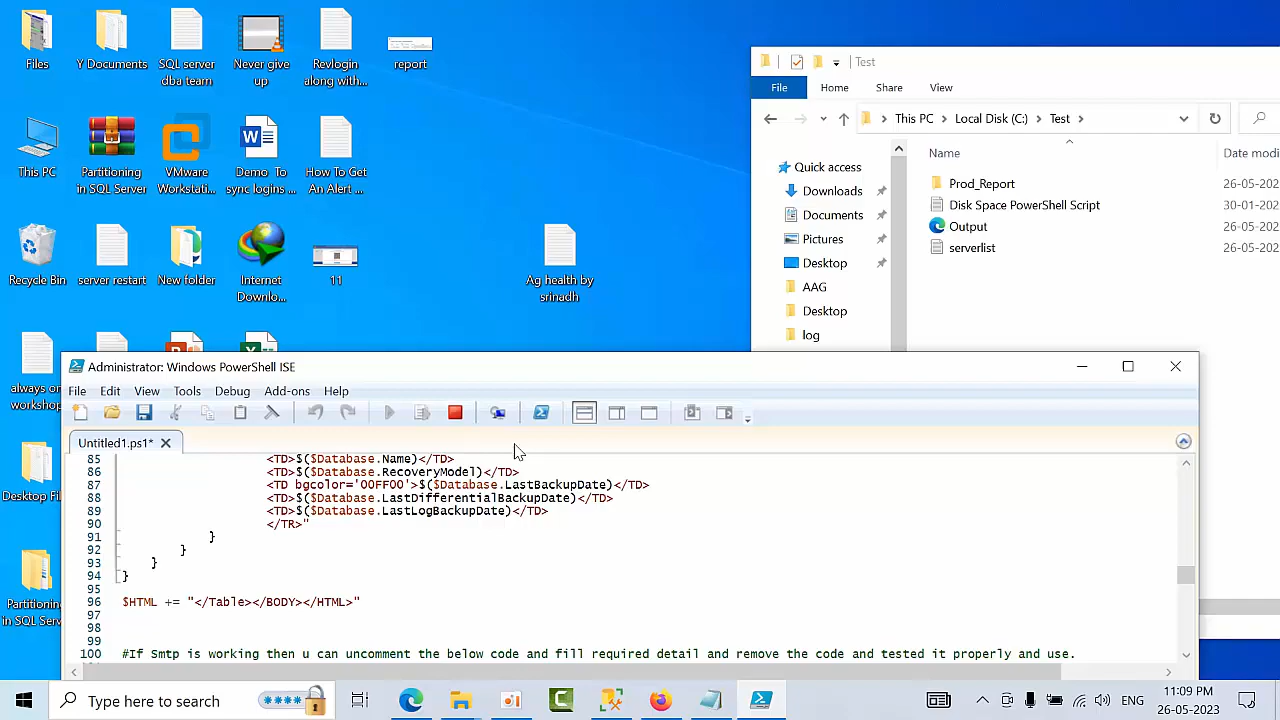 Files
Y Documents
SQL server
dba team
Never give
up
Revlogin
along with...
report
This PC
Partitioning
in SQL Server
VMware
Workstati...
Demo To
sync logins ...
How To Get
An Alert ...
Recycle Bin
server restart
New folder
Internet
Downlo...
11
Ag health by
srinadh
always on
workshop
Desktop Fil
Partitionin
in SQL Serv
Test
File
Home
Share
View
This PC
Local Disk (C:)
Test
Name
Date modi
Quick access
Downloads
Documents
Pictures
Desktop
AAG
Desktop
log
Prod_Report
26-05-202
Disk Space PowerShell Script
30-01-202
Output
26-05-202
serverlist
26-05-202
Administrator: Windows PowerShell ISE
File Edit View Tools Debug Add-ons Help
Untitled1.ps1*
85 <TD>$($Database.Name)</TD>
86 <TD>$($Database.RecoveryModel)</TD>
87 <TD bgcolor='00FF00'>$($Database.LastBackupDate)</TD>
88 <TD>$($Database.LastDifferentialBackupDate)</TD>
89 <TD>$($Database.LastLogBackupDate)</TD>
90 </TR>"
91 }
92 }
93 }
94 }
95
96 $HTML += "</Table></BODY></HTML>"
97
98
99
100 #If Smtp is working then u can uncomment the below code and fill required detail and remove the code and tested it properly and use.
Type here to search
ENG
11:09 PM
26-05-2023